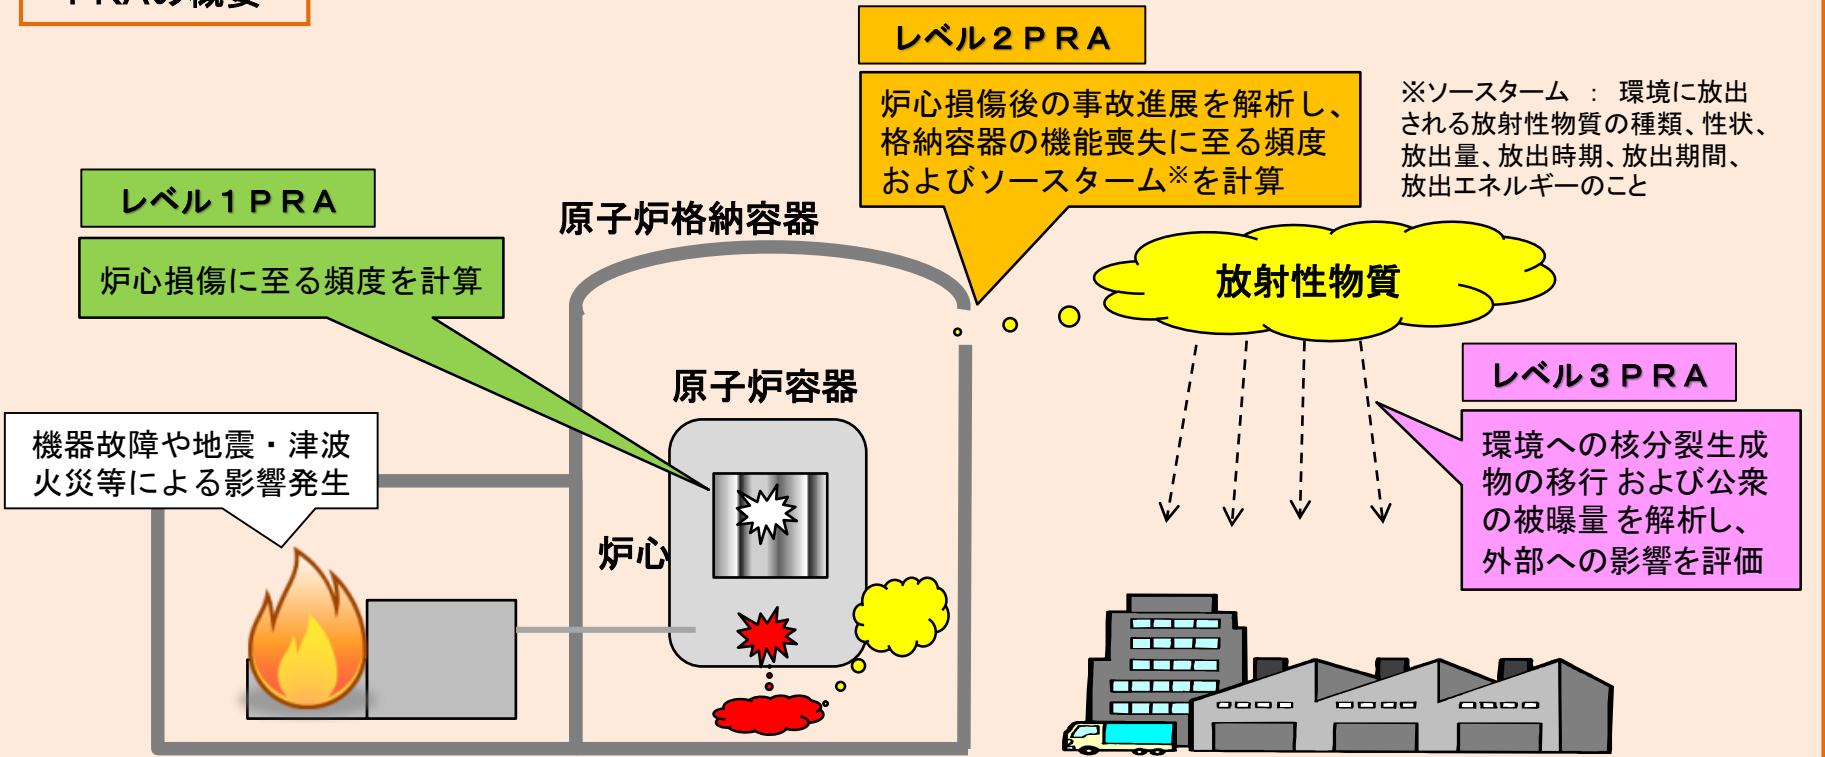 PRAの概要
レベル2PRA
炉心損傷後の事故進展を解析し、
格納容器の機能喪失に至る頻度
およびソースターム※を計算
※ソースターム ： 環境に放出
される放射性物質の種類、性状、
放出量、放出時期、放出期間、
放出エネルギーのこと
レベル1PRA
炉心損傷に至る頻度を計算
原子炉格納容器
放射性物質
原子炉容器
レベル3PRA
環境への核分裂生成
物の移行 および公衆
の被曝量 を解析し、
外部への影響を評価
機器故障や地震・津波
火災等による影響発生
炉心